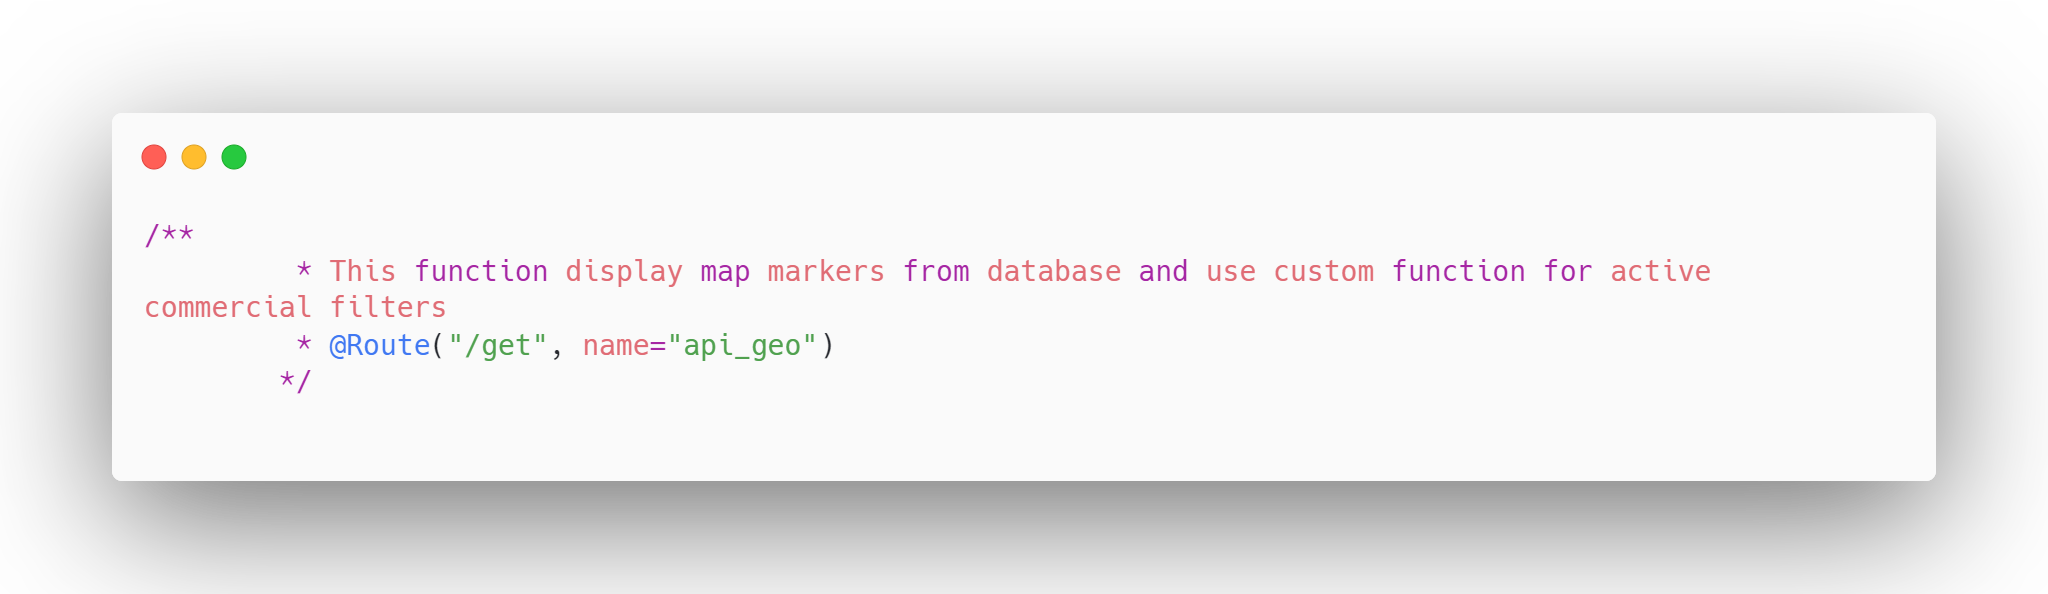 /**
         * This function display map markers from database and use custom function for active
commercial filters
         * @Route("/get", name="api_geo")
        */